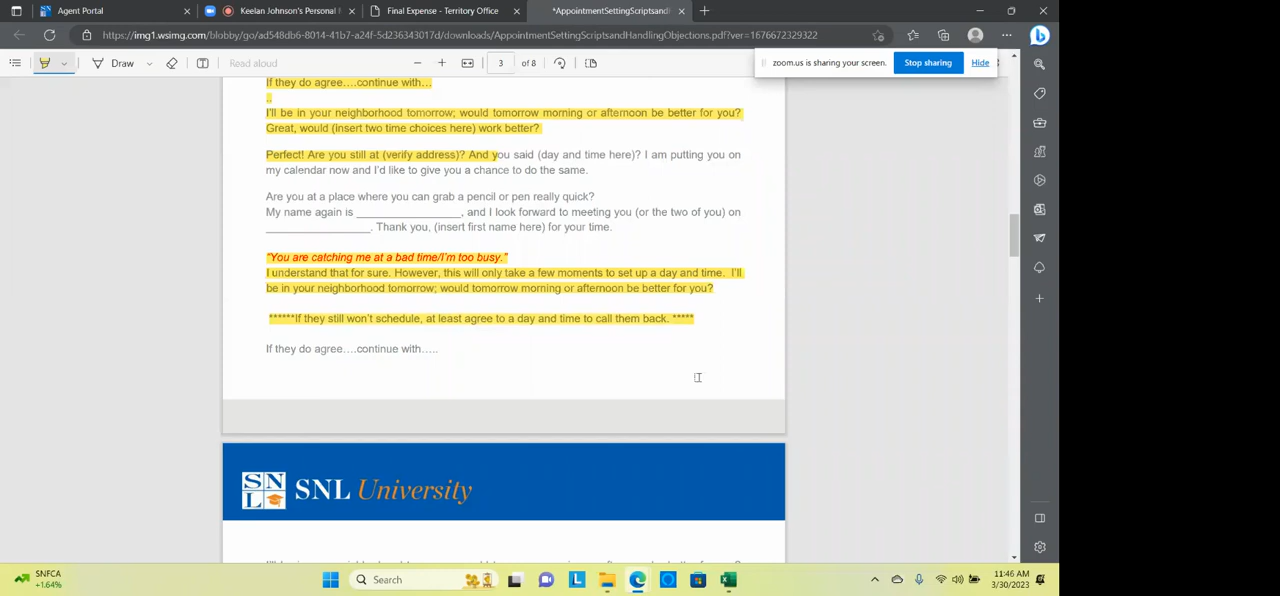 Agent Portal
Keelan Johnson's Personal
Final Expense - Territory Office
*AppointmentSettingScriptsand
https://img1.wsimg.com/blobby/go/ad548db6-8014-41b7-a24f-5d236343017d/downloads/AppointmentSettingScriptsandHandlingObjections.pdf?ver=1676672329322
Draw
Read aloud
3 of 8
zoom.us is sharing your screen.
Stop sharing
Hide
If they do agree….continue with…
..
I'll be in your neighborhood tomorrow; would tomorrow morning or afternoon be better for you?
Great, would (insert two time choices here) work better?
Perfect! Are you still at (verify address)? And you said (day and time here)? I am putting you on
my calendar now and I'd like to give you a chance to do the same.
Are you at a place where you can grab a pencil or pen really quick?
My name again is _________________, and I look forward to meeting you (or the two of you) on
_________________. Thank you, (insert first name here) for your time.
"You are catching me at a bad time/I'm too busy."
I understand that for sure. However, this will only take a few moments to set up a day and time. I'll
be in your neighborhood tomorrow; would tomorrow morning or afternoon be better for you?
******If they still won't schedule, at least agree to a day and time to call them back. *****
If they do agree….continue with…..
SNL
SNL University
SNFCA
+1.64%
Search
11:46 AM
3/30/2023